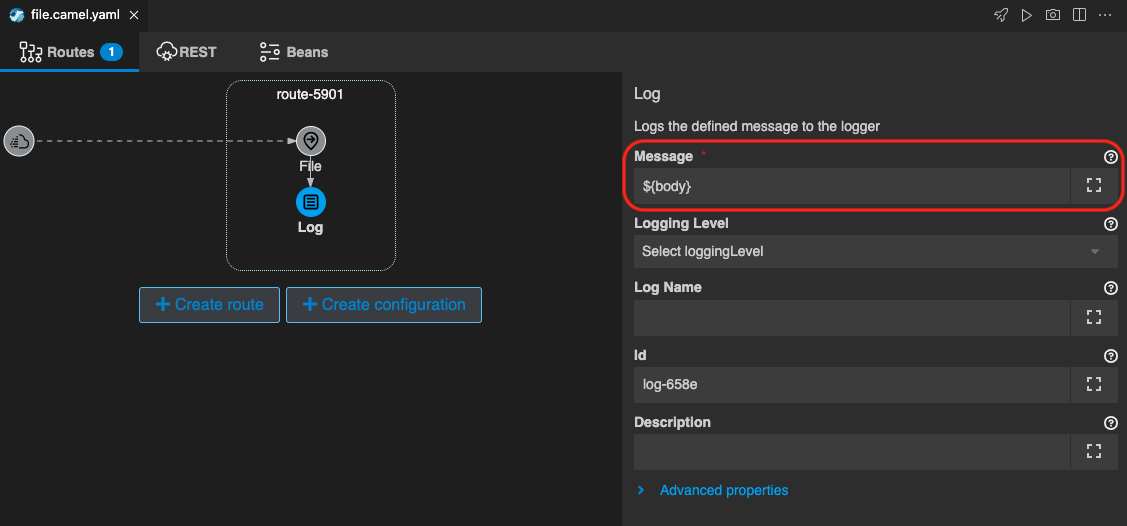 file.camel.yaml
Routes 1 REST Beans
route-5901
File
Log
+ Create route + Create configuration
Log
Logs the defined message to the logger
Message *
${body}
Logging Level
Select loggingLevel
Log Name
Id
log-658e
Description
Advanced properties